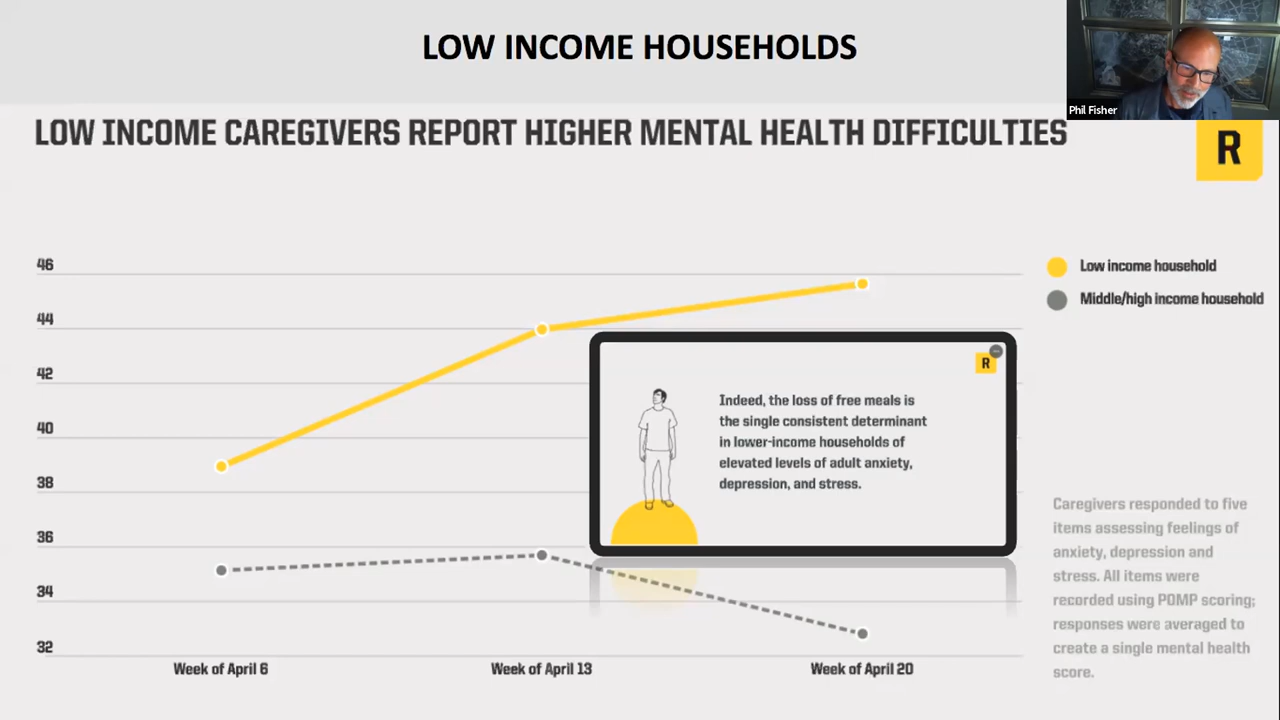 LOW INCOME HOUSEHOLDS
Phil Fisher
LOW INCOME CAREGIVERS REPORT HIGHER MENTAL HEALTH DIFFICULTIES
R
46
44
42
40
38
36
34
32
Week of April 6
Week of April 13
Week of April 20
Low income household
Middle/high income household
R
Indeed, the loss of free meals is
the single consistent determinant
in lower-income households of
elevated levels of adult anxiety,
depression, and stress.
Caregivers responded to five
items assessing feelings of
anxiety, depression and
stress. All items were
recorded using POMP scoring;
responses were averaged to
create a single mental health
score.